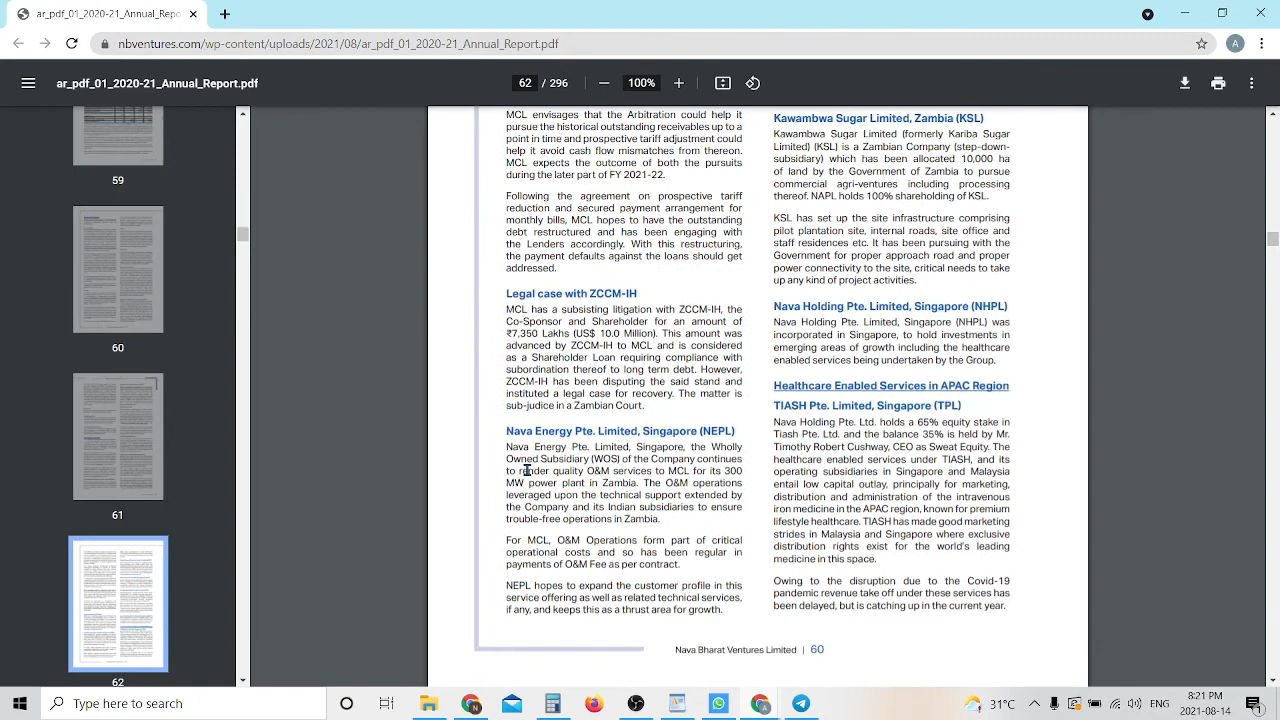 ar_pdf_01_2020-21_Annual_Repor
nbventures.com/wp-content/uploads/2021/08/ar_pdf_01_2020-21_Annual_Report.pdf
A
ar_pdf_01_2020-21_Annual_Report.pdf
62 / 296
100%
59
60
61
62
MCL envisages that the Arbitration could help it
pursue the historical outstanding receivables up to a
point in time and prospective tariff adjustment could
help it avoid cash flow mismatches from thereon.
MCL expects the outcome of both the pursuits
during the later part of FY 2021-22.
Following the agreement on prospective tariff
reduction and secured payment arrangement for
monthly bills, MCL hopes to have the outstanding
debt restructured and has been engaging with
the Lenders accordingly. With this restructuring,
the payment defaults against the loans should get
addressed.
Legal case with ZCCM-IH
MCL has a subsisting litigation with ZCCM-IH, the
Co-Sponsor and Shareholder for an amount of
₹7,350 Lakhs (US$ 10.0 Million). This amount was
advanced by ZCCM-IH to MCL and is considered
as a Shareholder Loan requiring compliance with
subordination thereof to long term debt. However,
ZCCM-IH has been disputing the said stand and
instituted a legal case for recovery. The matter is
sub-judice in a Zambian Court.
Nava Energy Pte. Limited, Singapore (NEPL)
Nava Energy Pte. Limited, Singapore, the Wholly
Owned Subsidiary (WOS) of the Company continues
to render quality O&M services to MCL for its 300
MW power plant in Zambia. The O&M operations
leveraged upon the technical support extended by
the Company and its Indian subsidiaries to ensure
trouble-free operations in Zambia.
For MCL, O&M Operations form part of critical
operational costs and so has been regular in
payments of O&M Fee as per contract.
NEPL hopes to expand the customer profile in this
service offering as well as related technical services,
if any and keeps this as a thrust area for growth.
Kawambwa Sugar Limited, Zambia (KSL)
Kawambwa Sugar Limited (formerly Kariba Sugar
Limited) (KSL) is a Zambian Company (step-down-
subsidiary) which has been allocated 10,000 ha
of land by the Government of Zambia to pursue
commercial agri-ventures including processing
thereof. NAPL holds 100% shareholding of KSL.
KSL has set up the site infrastructure comprising
pilot plantation site, internal roads, site office and
staff residences etc. It has been pursuing with the
Government for proper approach road and proper
power connectivity to the site, critical needs to take
up any kind of project activities.
Nava Holding Pte. Limited, Singapore (NHPL)
Nava Holding Pte. Limited, Singapore (NHPL) was
incorporated in Singapore, to hold investments in
emerging areas of growth including the healthcare
enabled services being undertaken by the Group.
Healthcare Enabled Services in APAC Region
TIASH Pte. Limited, Singapore (TPL)
Nava Holding Pte. Ltd. holds a 65% equity stake in
Tiash Pte. Ltd. and the balance 35% is held by Mr.
Timothy Robert Cushway, CEO as Sweat Equity. The
healthcare enabled services under TIASH, and its
operating subsidiaries in Singapore and Malaysia
entail low capital outlay, principally for marketing,
distribution and administration of the intravenous
iron medicine in the APAC region, known for premium
lifestyle healthcare. TIASH has made good marketing
strides in Malaysia and Singapore where exclusive
distribution rights exist for the world's leading
medicine in this space.
Owing to the disruption due to the Covid-19
pandemic revenue take off under these services has
been delayed, but is catching up in the current year.
Nava Bharat Ventures Limited | 60
Type here to search
31°C
ENG
08:41 PM
2021-08-14